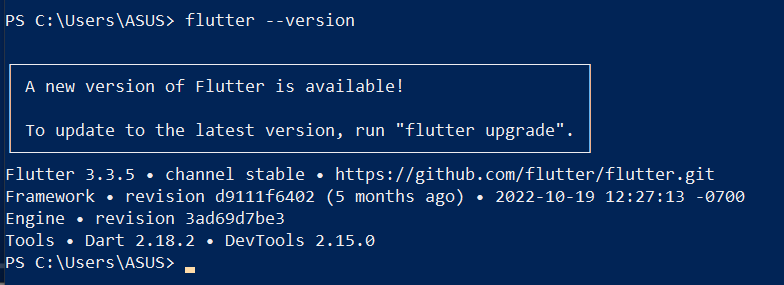 PS C:\Users\ASUS> flutter --version
A new version of Flutter is available!
To update to the latest version, run "flutter upgrade".
Flutter 3.3.5 • channel stable • https://github.com/flutter/flutter.git
Framework • revision d9111f6402 (5 months ago) • 2022-10-19 12:27:13 -0700
Engine • revision 3ad69d7be3
Tools • Dart 2.18.2 • DevTools 2.15.0
PS C:\Users\ASUS>